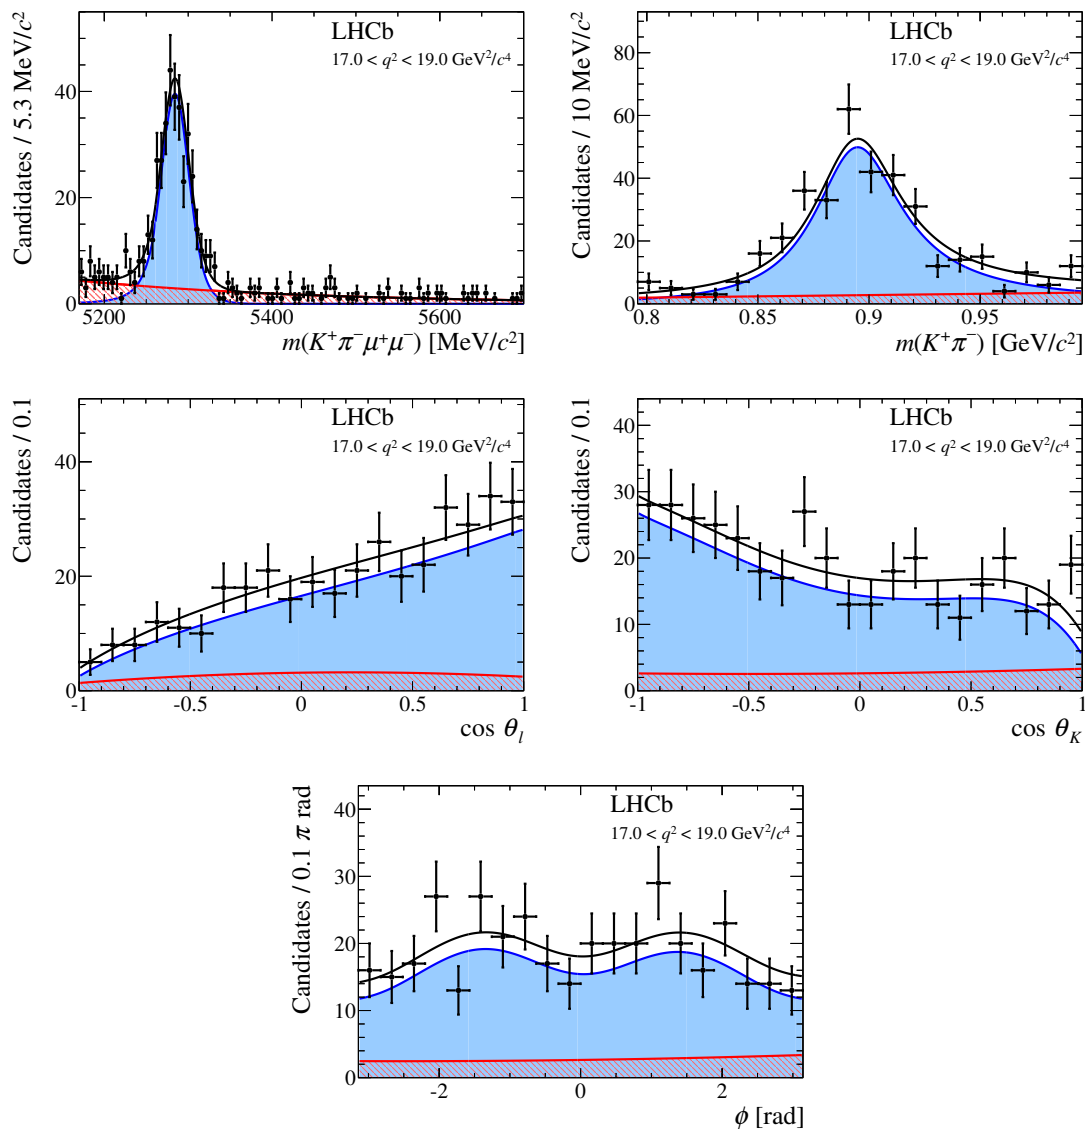 Candidates / 5.3 MeV/c²
LHCb
17.0 < q² < 19.0 GeV²/c⁴
40
20
0
5200
5400
5600
m(K⁺π⁻μ⁺μ⁻) [MeV/c²]
Candidates / 10 MeV/c²
LHCb
17.0 < q² < 19.0 GeV²/c⁴
80
60
40
20
0
0.8
0.85
0.9
0.95
m(K⁺π⁻) [GeV/c²]
Candidates / 0.1
LHCb
17.0 < q² < 19.0 GeV²/c⁴
40
20
0
-1
-0.5
0
0.5
1
cos θ_l
Candidates / 0.1
LHCb
17.0 < q² < 19.0 GeV²/c⁴
40
30
20
10
0
-1
-0.5
0
0.5
1
cos θ_K
Candidates / 0.1 π rad
LHCb
17.0 < q² < 19.0 GeV²/c⁴
40
30
20
10
0
-2
0
2
ϕ [rad]